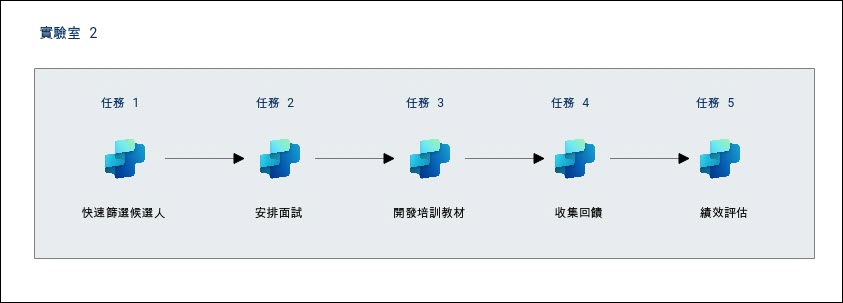 實驗室 2
任務 1
任務 2
任務 3
任務 4
任務 5
快速篩選候選人
安排面試
開發培訓教材
收集回饋
績效評估